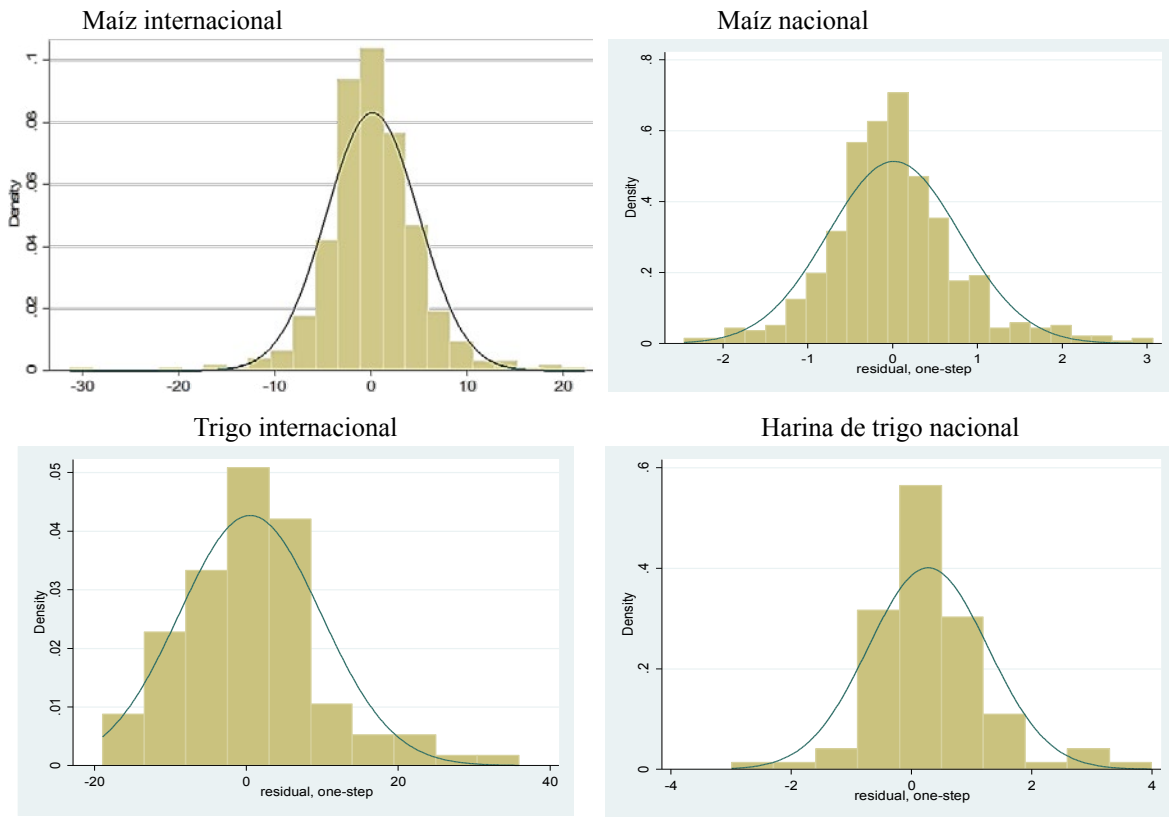 Maíz internacional
Density
0 .02 .04 .06 .08 .1
-30 -20 -10 0 10 20
Maíz nacional
Density
0 .2 .4 .6 .8
-2 -1 0 1 2 3
residual, one-step
Trigo internacional
Density
0 .01 .02 .03 .04 .05
-20 0 20 40
residual, one-step
Harina de trigo nacional
Density
0 .2 .4 .6
-4 -2 0 2 4
residual, one-step